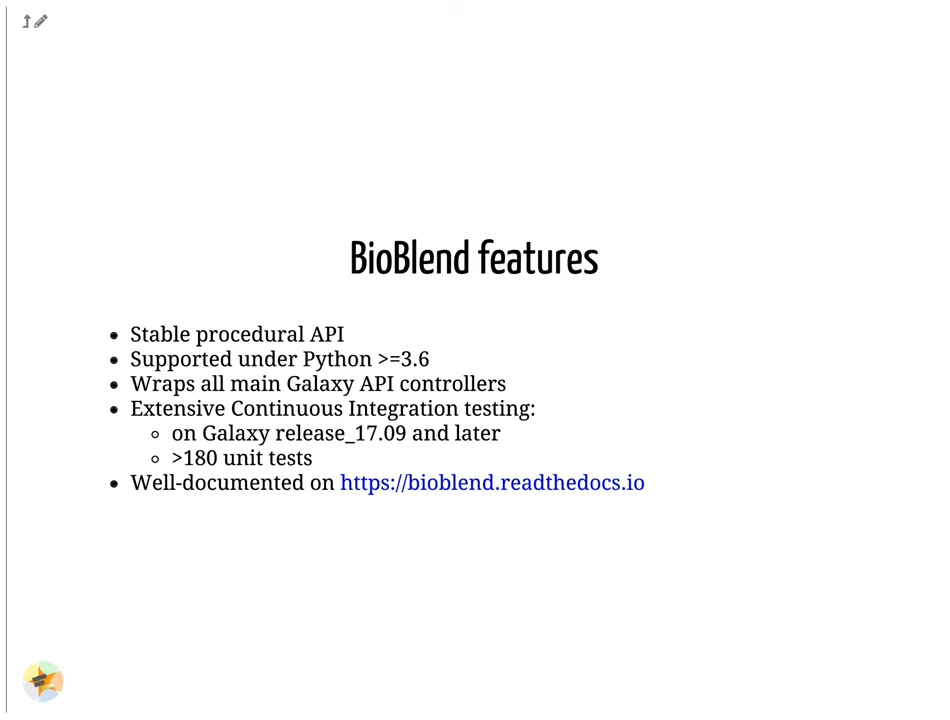 BioBlend features
Stable procedural API
Supported under Python >=3.6
Wraps all main Galaxy API controllers
Extensive Continuous Integration testing:
on Galaxy release_17.09 and later
>180 unit tests
Well-documented on https://bioblend.readthedocs.io